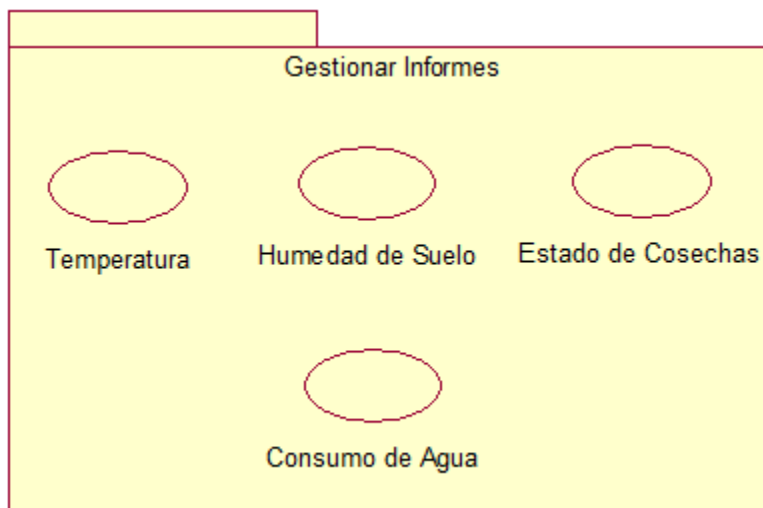 Gestionar Informes
Temperatura
Humedad de Suelo
Estado de Cosechas
Consumo de Agua